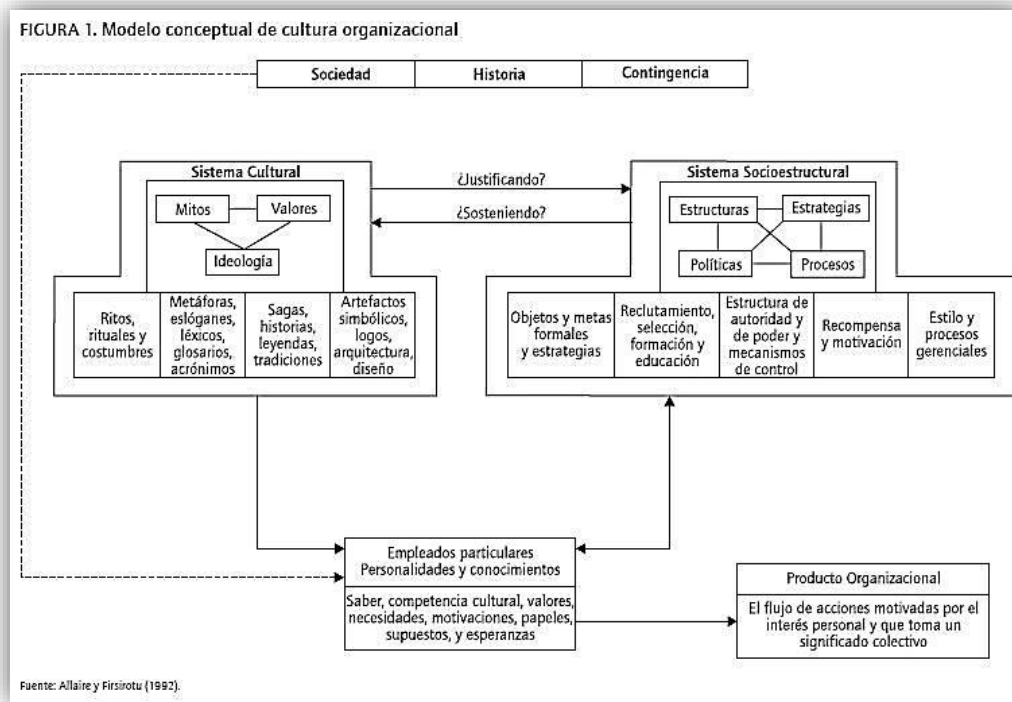 FIGURA 1. Modelo conceptual de cultura organizacional
Sociedad
Historia
Contingencia
Sistema Cultural
Mitos
Valores
Ideología
Ritos,
rituales y
costumbres
Metáforas,
eslóganes,
léxicos,
glosarios,
acrónimos
Sagas,
historias,
leyendas,
tradiciones
Artefactos
simbólicos,
logos,
arquitectura,
diseño
¿Justificando?
¿Sosteniendo?
Sistema Socioestructural
Estructuras
Estrategias
Políticas
Procesos
Objetos y metas
formales
y estrategias
Reclutamiento,
selección,
formación y
educación
Estructura de
autoridad y
de poder y
mecanismos
de control
Recompensa
y motivación
Estilo y
procesos
gerenciales
Empleados particulares
Personalidades y conocimientos
Saber, competencia cultural, valores,
necesidades, motivaciones, papeles,
supuestos, y esperanzas
Producto Organizacional
El flujo de acciones motivadas por el
interés personal y que toma un
significado colectivo
Fuente: Allaire y Firsirotu (1992).